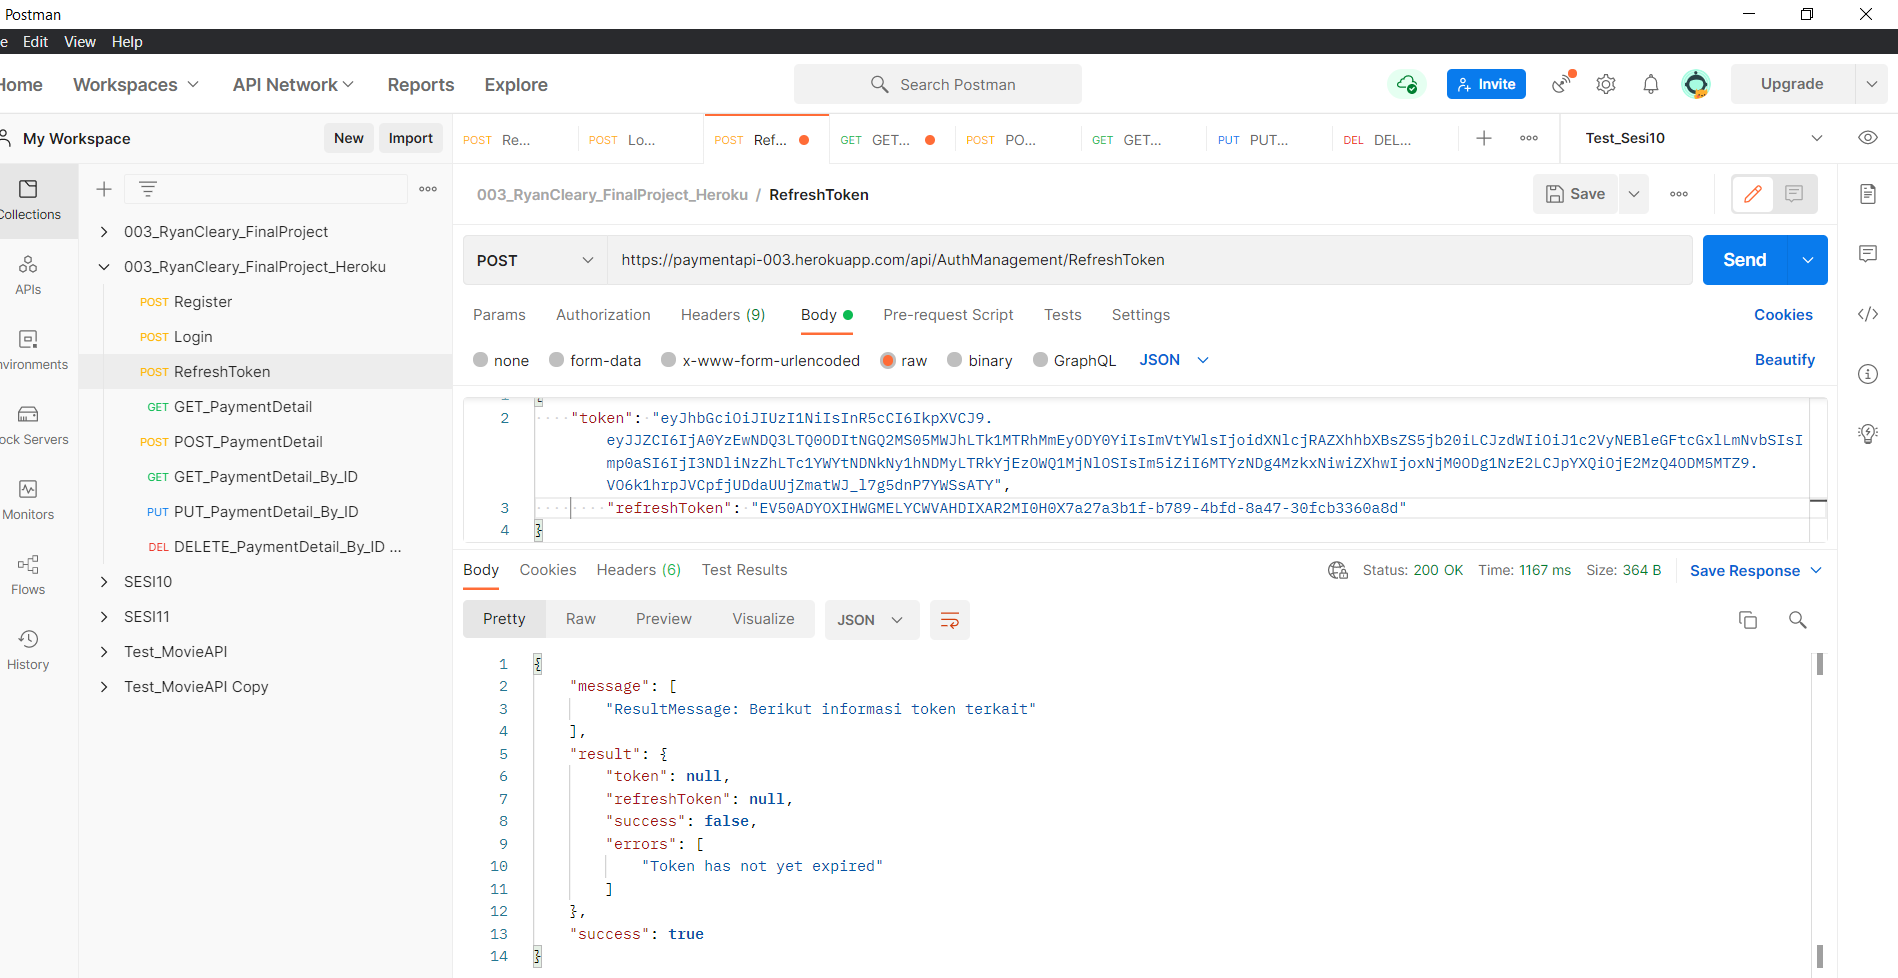 Postman
e Edit View Help
Home Workspaces API Network Reports Explore Search Postman Invite Upgrade
My Workspace New Import POST Re... POST Lo... POST Ref... GET GET... GET... POST PO... GET GET... PUT PUT... DEL DEL... Test_Sesi10
003_RyanCleary_FinalProject_Heroku / RefreshToken Save
Collections
APIs
nvironments
ock Servers
Monitors
Flows
History
003_RyanCleary_FinalProject
003_RyanCleary_FinalProject_Heroku
POST Register
POST Login
POST RefreshToken
GET GET_PaymentDetail
POST POST_PaymentDetail
GET GET_PaymentDetail_By_ID
PUT PUT_PaymentDetail_By_ID
DEL DELETE_PaymentDetail_By_ID ...
SESI10
SESI11
Test_MovieAPI
Test_MovieAPI Copy
POST https://paymentapi-003.herokuapp.com/api/AuthManagement/RefreshToken Send
Params Authorization Headers (9) Body Pre-request Script Tests Settings Cookies
none form-data x-www-form-urlencoded raw binary GraphQL JSON Beautify
1 {
2 "token": "eyJhbGciOiJIUzI1NiIsInR5cCI6IkpXVCJ9.
eyJJZCI6IjA0YzEwNDQ3LTQ0ODItNGQ2MS05MWJhLTk1MTRhMmEyODY0YiIsImVtYWlsIjoidXNlcjRAZXhhbXBsZS5jb20iLCJzdWIiOiJ1c2VyNEBleGFtcGxlLmNvbSIsI
mp0aSI6IjI3NDliNzZhLTc1YWYtNDNkNy1hNDMyLTRkYjEzOWQ1MjNlOSIsIm5iZiI6MTYzNDg4MzkxNiwiZXhwIjoxNjM0ODg1NzE2LCJpYXQiOjE2MzQ4ODM5MTZ9.
VO6k1hrpJVCpfjUDdaUUjZmatWJ_l7g5dnP7YWSsATY",
3 "refreshToken": "EV50ADYOXIHWGMELYCWVAHDIXAR2MI0H0X7a27a3b1f-b789-4bfd-8a47-30fcb3360a8d"
4 }
Body Cookies Headers (6) Test Results Status: 200 OK Time: 1167 ms Size: 364 B Save Response
Pretty Raw Preview Visualize JSON
1 {
2 "message": [
3 "ResultMessage: Berikut informasi token terkait"
4 ],
5 "result": {
6 "token": null,
7 "refreshToken": null,
8 "success": false,
9 "errors": [
10 "Token has not yet expired"
11 ]
12 },
13 "success": true
14 }